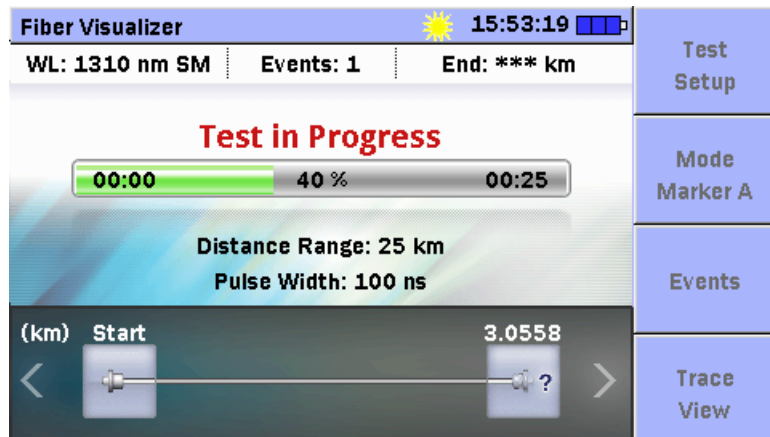 Fiber Visualizer 15:53:19
WL: 1310 nm SM Events: 1 End: *** km
Test in Progress
00:00 40 % 00:25
Distance Range: 25 km
Pulse Width: 100 ns
(km) Start 3.0558
?
Test
Setup
Mode
Marker A
Events
Trace
View